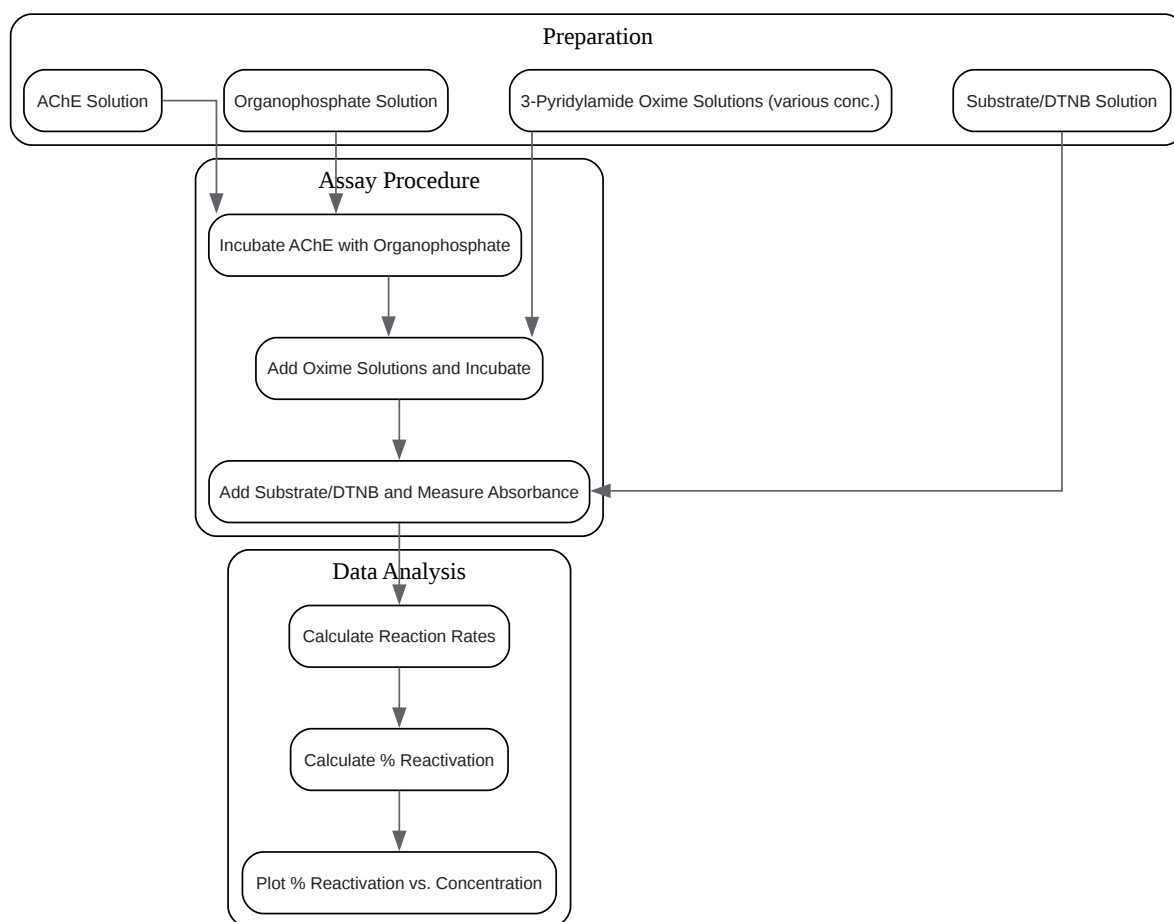 Preparation
AChE Solution
Organophosphate Solution
3-Pyridylamide Oxime Solutions (various conc.)
Substrate/DTNB Solution
Assay Procedure
Incubate AChE with Organophosphate
Add Oxime Solutions and Incubate
Add Substrate/DTNB and Measure Absorbance
Data Analysis
Calculate Reaction Rates
Calculate % Reactivation
Plot % Reactivation vs. Concentration